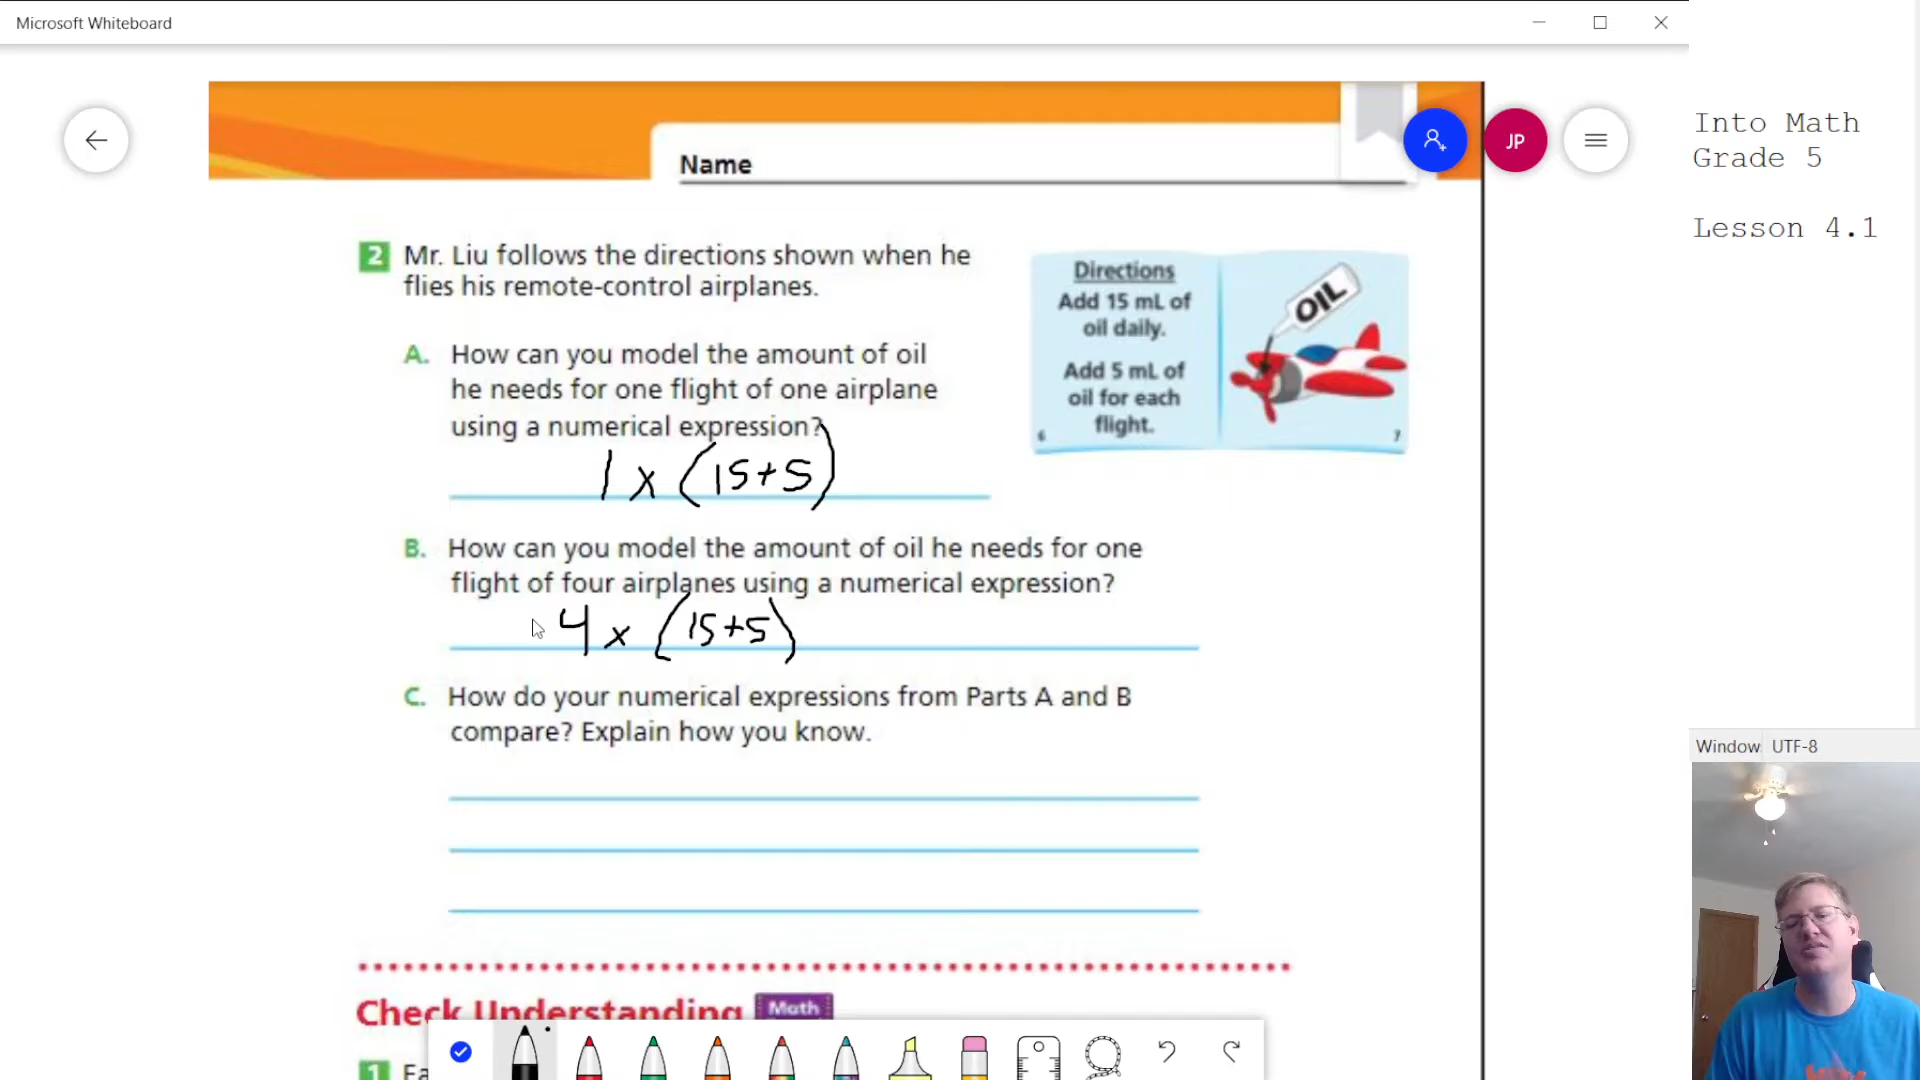 Microsoft Whiteboard
Into Math
Grade 5
Lesson 4.1
JP
Name
2 Mr. Liu follows the directions shown when he
flies his remote-control airplanes.
Directions
Add 15 mL of
oil daily.
Add 5 mL of
oil for each
flight.
6
OIL
7
A. How can you model the amount of oil
he needs for one flight of one airplane
using a numerical expression?
1 x (15+5)
B. How can you model the amount of oil he needs for one
flight of four airplanes using a numerical expression?
4 x (15+5)
C. How do your numerical expressions from Parts A and B
compare? Explain how you know.
Window UTF-8
Check Understanding Math
1